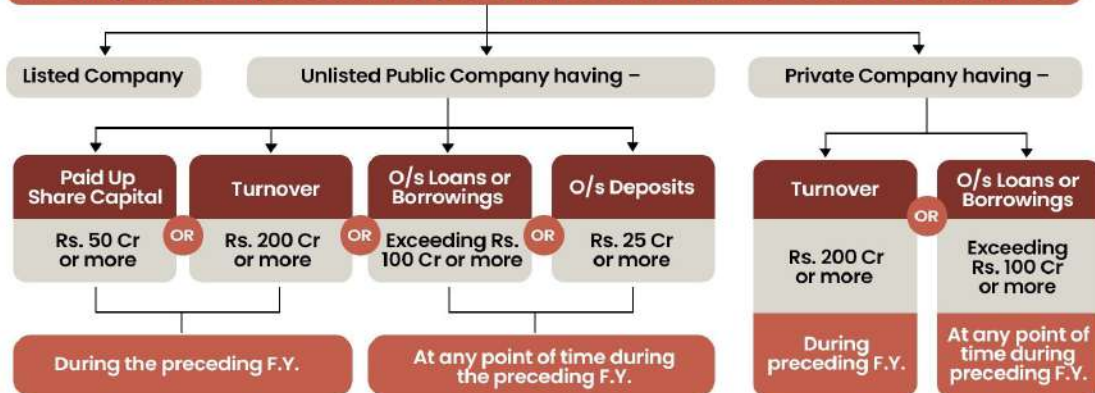 Listed Company
Unlisted Public Company having –
Private Company having –
Paid Up
Share Capital
Rs. 50 Cr
or more
OR
Turnover
Rs. 200 Cr
or more
OR
O/s Loans or
Borrowings
Exceeding Rs.
100 Cr or more
OR
O/s Deposits
Rs. 25 Cr
or more
During the preceding F.Y.
At any point of time during
the preceding F.Y.
Turnover
Rs. 200 Cr
or more
During
preceding F.Y.
OR
O/s Loans or
Borrowings
Exceeding
Rs. 100 Cr
or more
At any point of
time during
preceding F.Y.